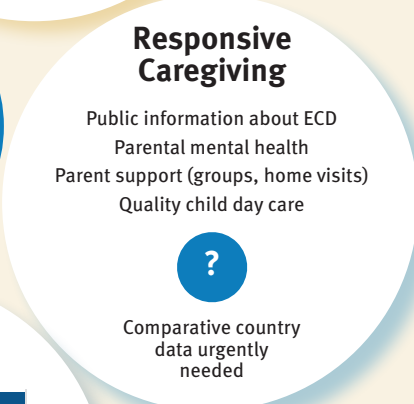 Responsive
Caregiving
Public information about ECD
Parental mental health
Parent support (groups, home visits)
Quality child day care
?
Comparative country
data urgently
needed